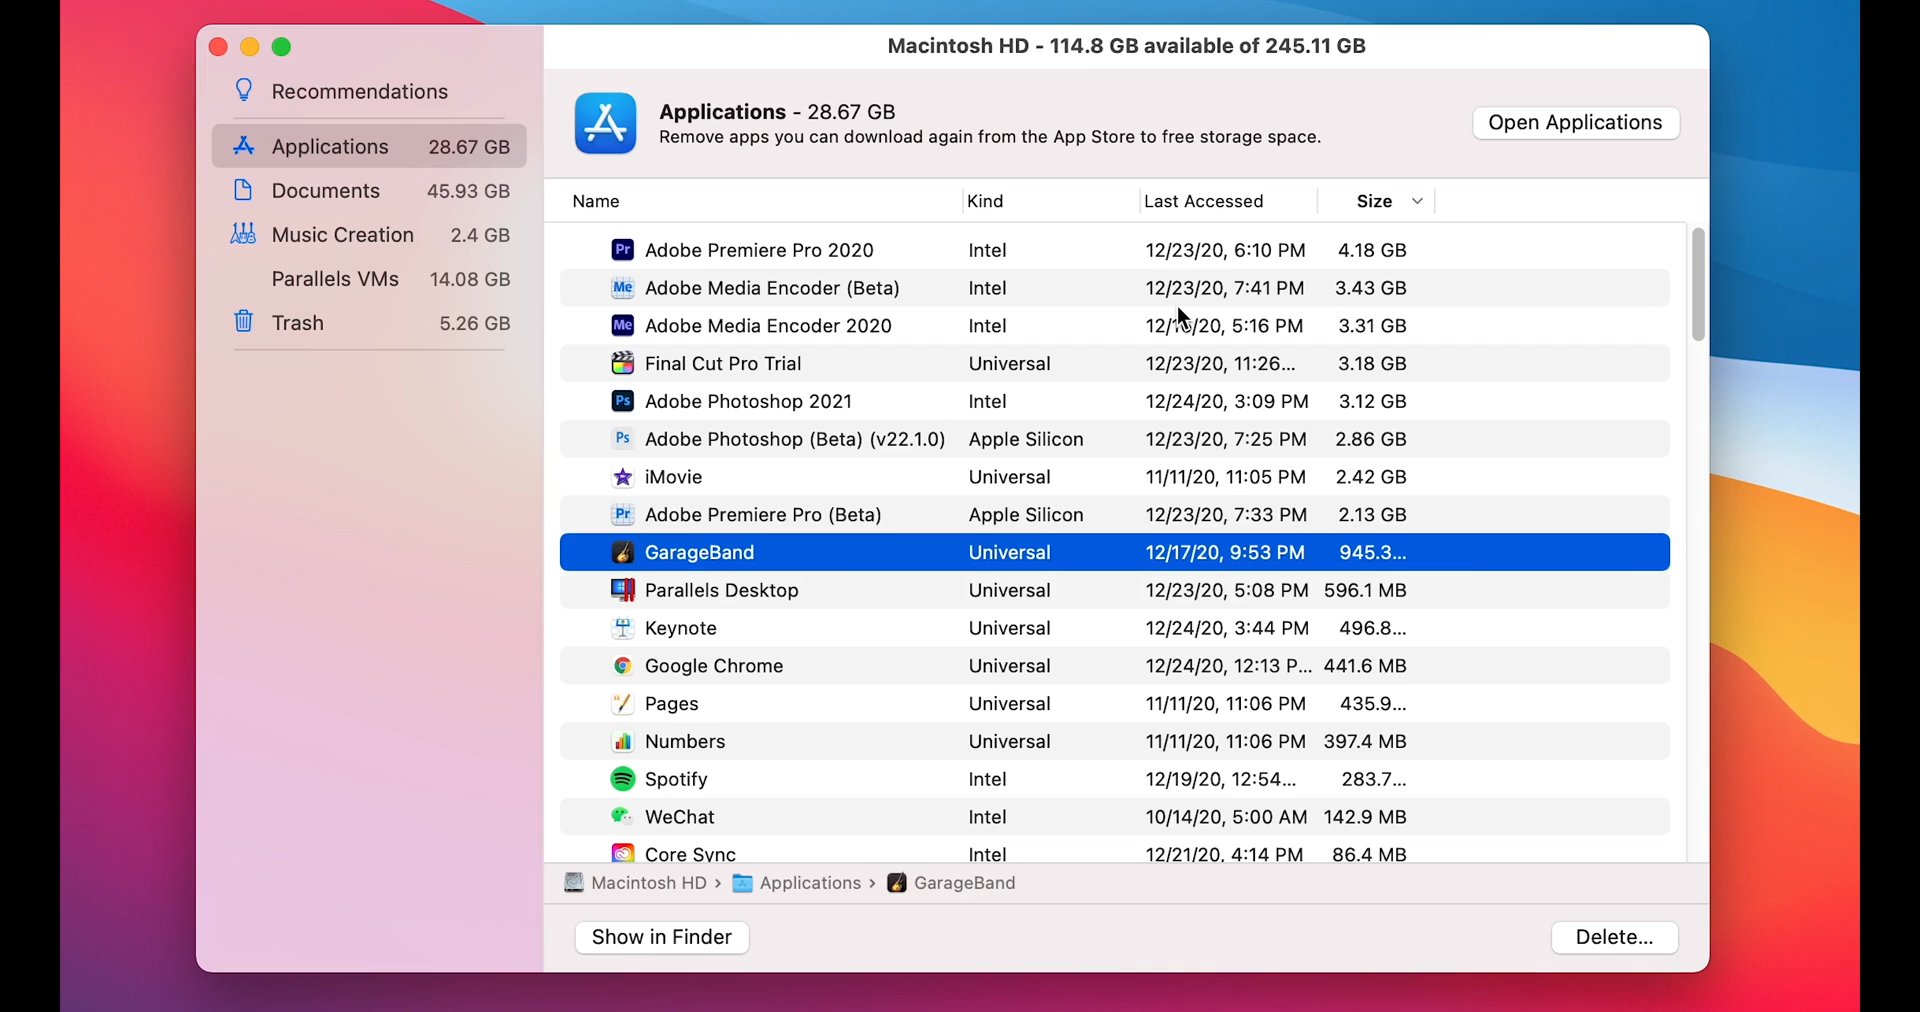 Macintosh HD - 114.8 GB available of 245.11 GB
Recommendations
Applications 28.67 GB
Documents 45.93 GB
Music Creation 2.4 GB
Parallels VMs 14.08 GB
Trash 5.26 GB
Applications - 28.67 GB
Remove apps you can download again from the App Store to free storage space.
Open Applications
Name Kind Last Accessed Size
Pr Adobe Premiere Pro 2020 Intel 12/23/20, 6:10 PM 4.18 GB
Me Adobe Media Encoder (Beta) Intel 12/23/20, 7:41 PM 3.43 GB
Me Adobe Media Encoder 2020 Intel 5:16 PM 3.31 GB
Final Cut Pro Trial Universal 12/23/20, 11:26... 3.18 GB
Ps Adobe Photoshop 2021 Intel 12/24/20, 3:09 PM 3.12 GB
Ps Adobe Photoshop (Beta) (v22.1.0) Apple Silicon 12/23/20, 7:25 PM 2.86 GB
iMovie Universal 11/11/20, 11:05 PM 2.42 GB
Pr Adobe Premiere Pro (Beta) Apple Silicon 12/23/20, 7:33 PM 2.13 GB
GarageBand Universal 12/17/20, 9:53 PM 945.3...
Parallels Desktop Universal 12/23/20, 5:08 PM 596.1 MB
Keynote Universal 12/24/20, 3:44 PM 496.8...
Google Chrome Universal 12/24/20, 12:13 P... 441.6 MB
Pages Universal 11/11/20, 11:06 PM 435.9...
Numbers Universal 11/11/20, 11:06 PM 397.4 MB
Spotify Intel 12/19/20, 12:54... 283.7...
WeChat Intel 10/14/20, 5:00 AM 142.9 MB
Core Sync Intel 12/21/20, 4:14 PM 86.4 MB
Macintosh HD › Applications › GarageBand
Show in Finder
Delete...